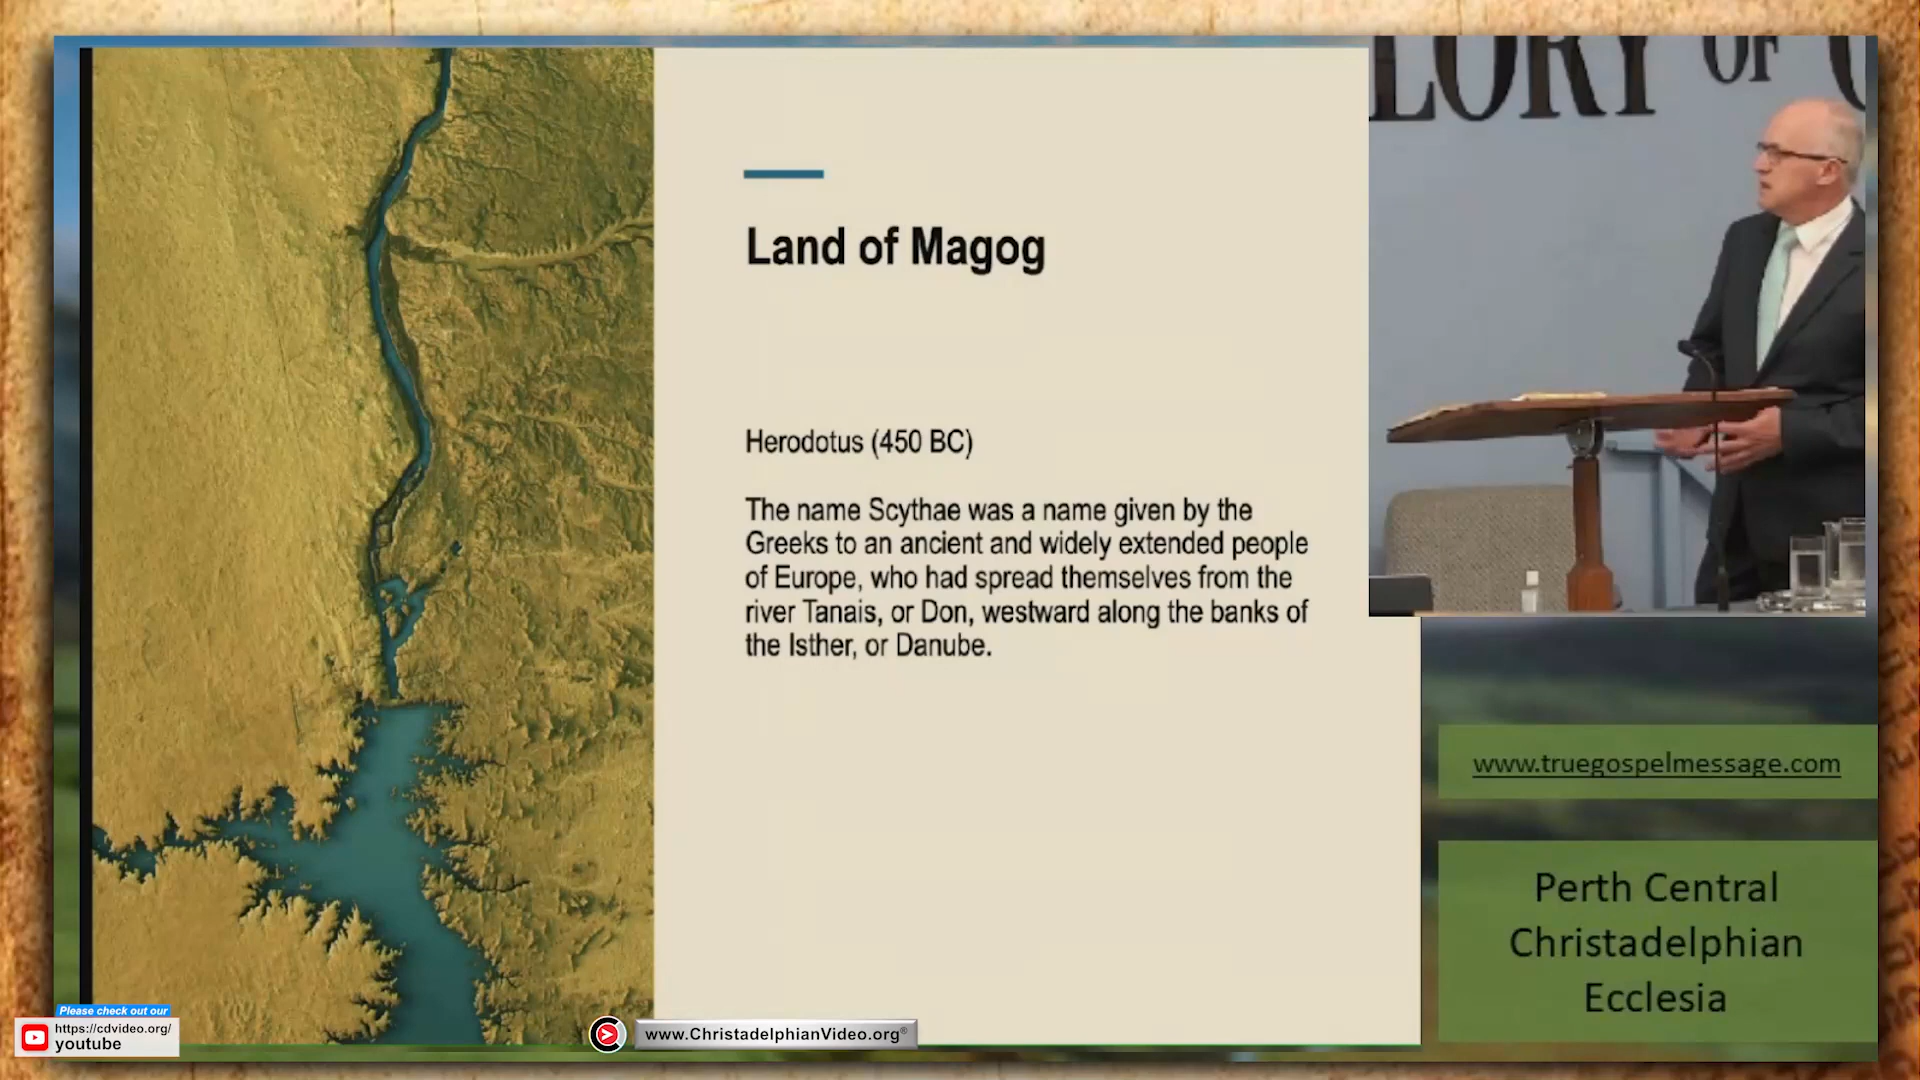 LORY OF
Land of Magog
Herodotus (450 BC)
The name Scythae was a name given by the
Greeks to an ancient and widely extended people
of Europe, who had spread themselves from the
river Tanais, or Don, westward along the banks of
the Isther, or Danube.
www.truegospelmessage.com
Perth Central
Christadelphian
Ecclesia
Please check out our
https://cdvideo.org/
youtube
www.ChristadelphianVideo.org®